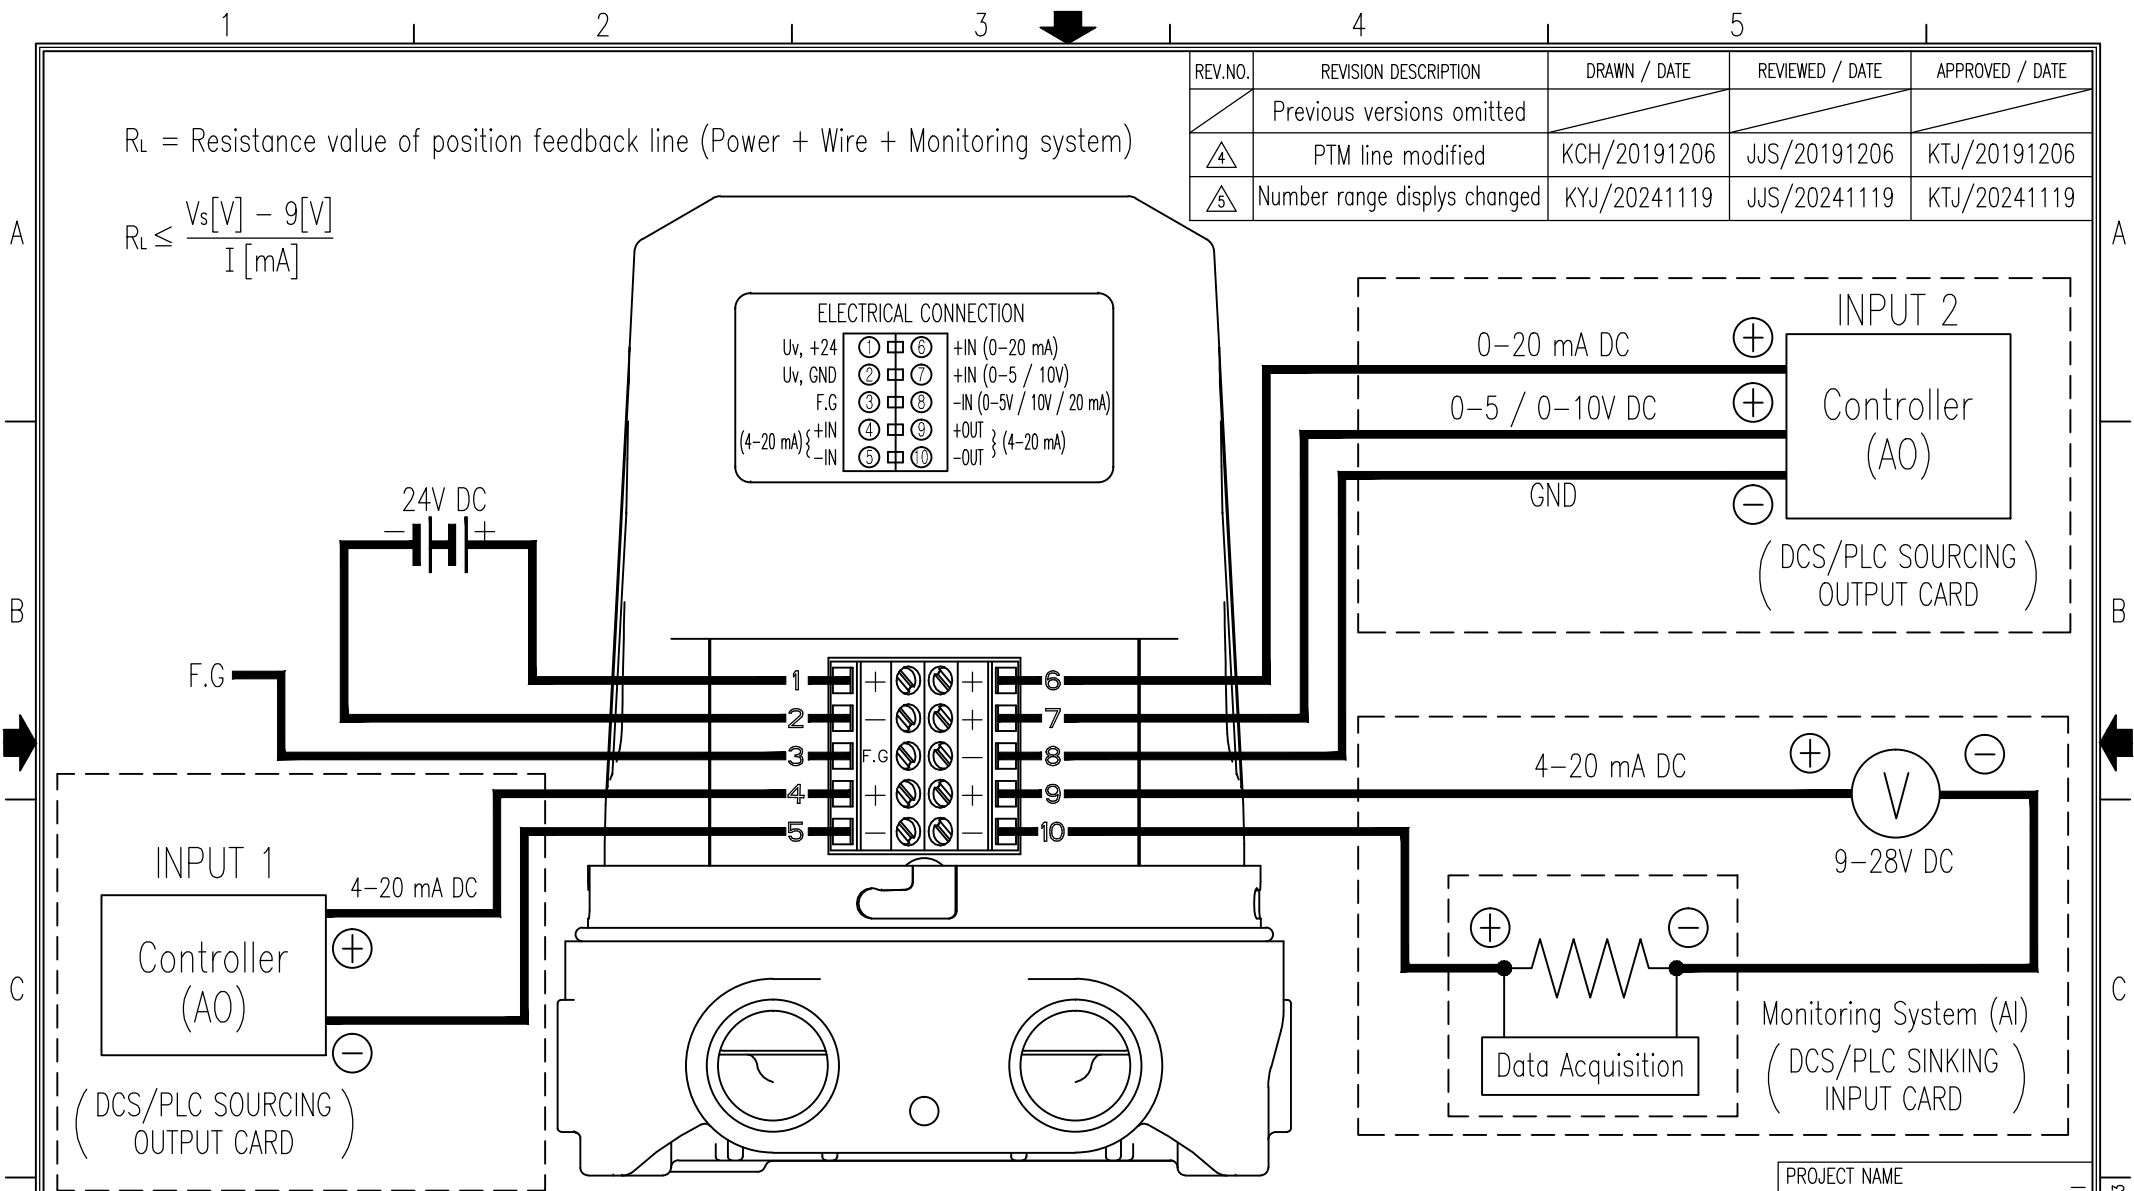 1 2 3 4 5
REV.NO. REVISION DESCRIPTION DRAWN / DATE REVIEWED / DATE APPROVED / DATE
Previous versions omitted
4 PTM line modified KCH/20191206 JJS/20191206 KTJ/20191206
5 Number range displys changed KYJ/20241119 JJS/20241119 KTJ/20241119
RL = Resistance value of position feedback line (Power + Wire + Monitoring system)
RL ≤ Vs[V] − 9[V]
I [mA]
A A
ELECTRICAL CONNECTION
Uv, +24 1 6 +IN (0−20 mA)
Uv, GND 2 7 +IN (0−5 / 10V)
F.G 3 8 −IN (0−5V / 10V / 20 mA)
(4−20 mA) { +IN 4 9 +OUT } (4−20 mA)
−IN 5 10 −OUT
INPUT 2
0−20 mA DC +
0−5 / 0−10V DC +
GND −
Controller
(AO)
( DCS/PLC SOURCING
OUTPUT CARD )
24V DC
− +
B B
F.G
1 + + 6
2 − + 7
3 F.G − 8
4 + + 9
5 − − 10
4−20 mA DC + V −
9−28V DC
INPUT 1
4−20 mA DC
Controller
(AO)
+
−
( DCS/PLC SOURCING
OUTPUT CARD )
C C
+ −
Data Acquisition
Monitoring System (AI)
( DCS/PLC SINKING
INPUT CARD )
PROJECT NAME